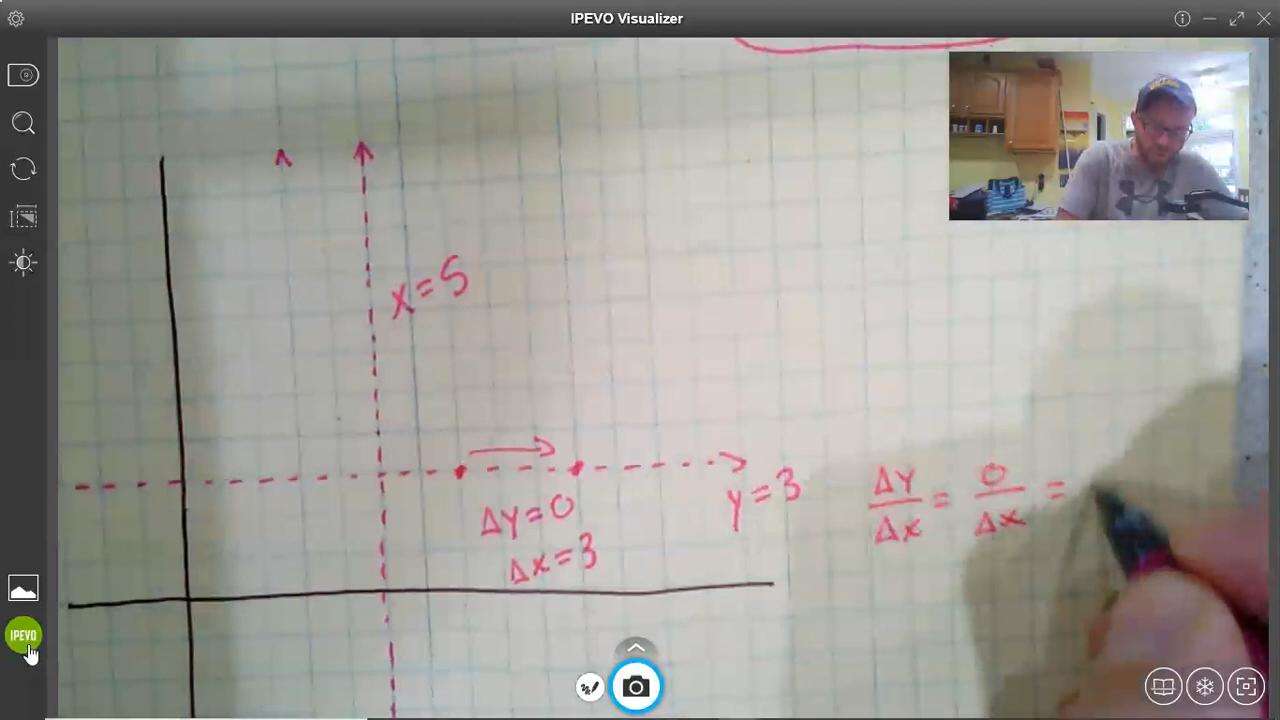 IPEVO Visualizer
x=5
y=3
Δy=0
Δx=3
Δy/Δx = 0/Δx =
IPEVO